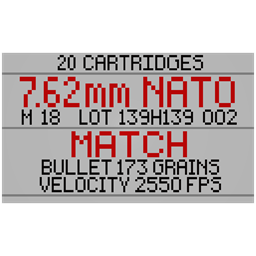 20 CARTRIDGES
7.62mm NATO
M 18 LOT 139H139 002
MATCH
BULLET 173 GRAINS
VELOCITY 2550 FPS